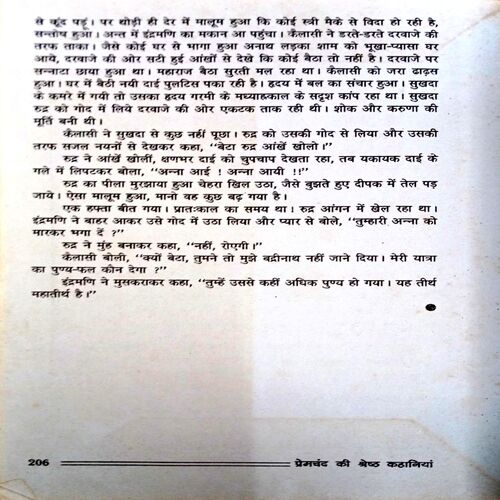 से कूंद पड़ूं। पर थोड़ी ही देर में मालूम हुआ कि कोई स्त्री मैके से विदा हो रही है,
सन्तोष हुआ। अन्त में इंद्रमणि का मकान आ पहुंचा। कैलासी ने डरते-डरते दरवाजे की
तरफ ताका। जैसे कोई घर से भागा हुआ अनाथ लड़का शाम को भूखा-प्यासा घर
आये, दरवाजे की ओर सटी हुई आंखों से देखे कि कोई बैठा तो नहीं है। दरवाजे पर
सन्नाटा छाया हुआ था। महाराज बैठा सुरती मल रहा था। कैलासी को जरा ढाढ़स
हुआ। घर में बैठी नयी दाई पुलटिस पका रही है। हृदय में बल का संचार हुआ। सुखदा
के कमरे में गयी तो उसका हृदय गरमी के मध्याह्नकाल के सदृश कांप रहा था। सुखदा
रुद्र को गोद में लिये दरवाजे की ओर एकटक ताक रही थी। शोक और करुणा की
मूर्ति बनी थी।
कैलासी ने सुखदा से कुछ नहीं पूछा। रुद्र को उसकी गोद से लिया और उसकी
तरफ सजल नयनों से देखकर कहा, ‘‘बेटा रुद्र आंखें खोलो।’’
रुद्र ने आंखें खोलीं, क्षणभर दाई को चुपचाप देखता रहा, तब यकायक दाई के
गले में लिपटकर बोला, ‘‘अन्ना आई ! अन्ना आयी !!’’
रुद्र का पीला मुरझाया हुआ चेहरा खिल उठा, जैसे बुझते हुए दीपक में तेल पड़
जाये। ऐसा मालूम हुआ, मानो वह कुछ बढ़ गया है।
एक हफ्ता बीत गया। प्रातःकाल का समय था। रुद्र आंगन में खेल रहा था।
इंद्रमणि ने बाहर आकर उसे गोद में उठा लिया और प्यार से बोले, ‘‘तुम्हारी अन्ना को
मारकर भगा दें ?’’
रुद्र ने मुंह बनाकर कहा, ‘‘नहीं, रोएगी।’’
कैलासी बोली, ‘‘क्यों बेटा, तुमने तो मुझे बद्रीनाथ नहीं जाने दिया। मेरी यात्रा
का पुण्य-फल कौन देगा ?’’
इंद्रमणि ने मुसकराकर कहा, ‘‘तुम्हें उससे कहीं अधिक पुण्य हो गया। यह तीर्थ
महातीर्थ है।’’
206 प्रेमचंद की श्रेष्ठ कहानियां